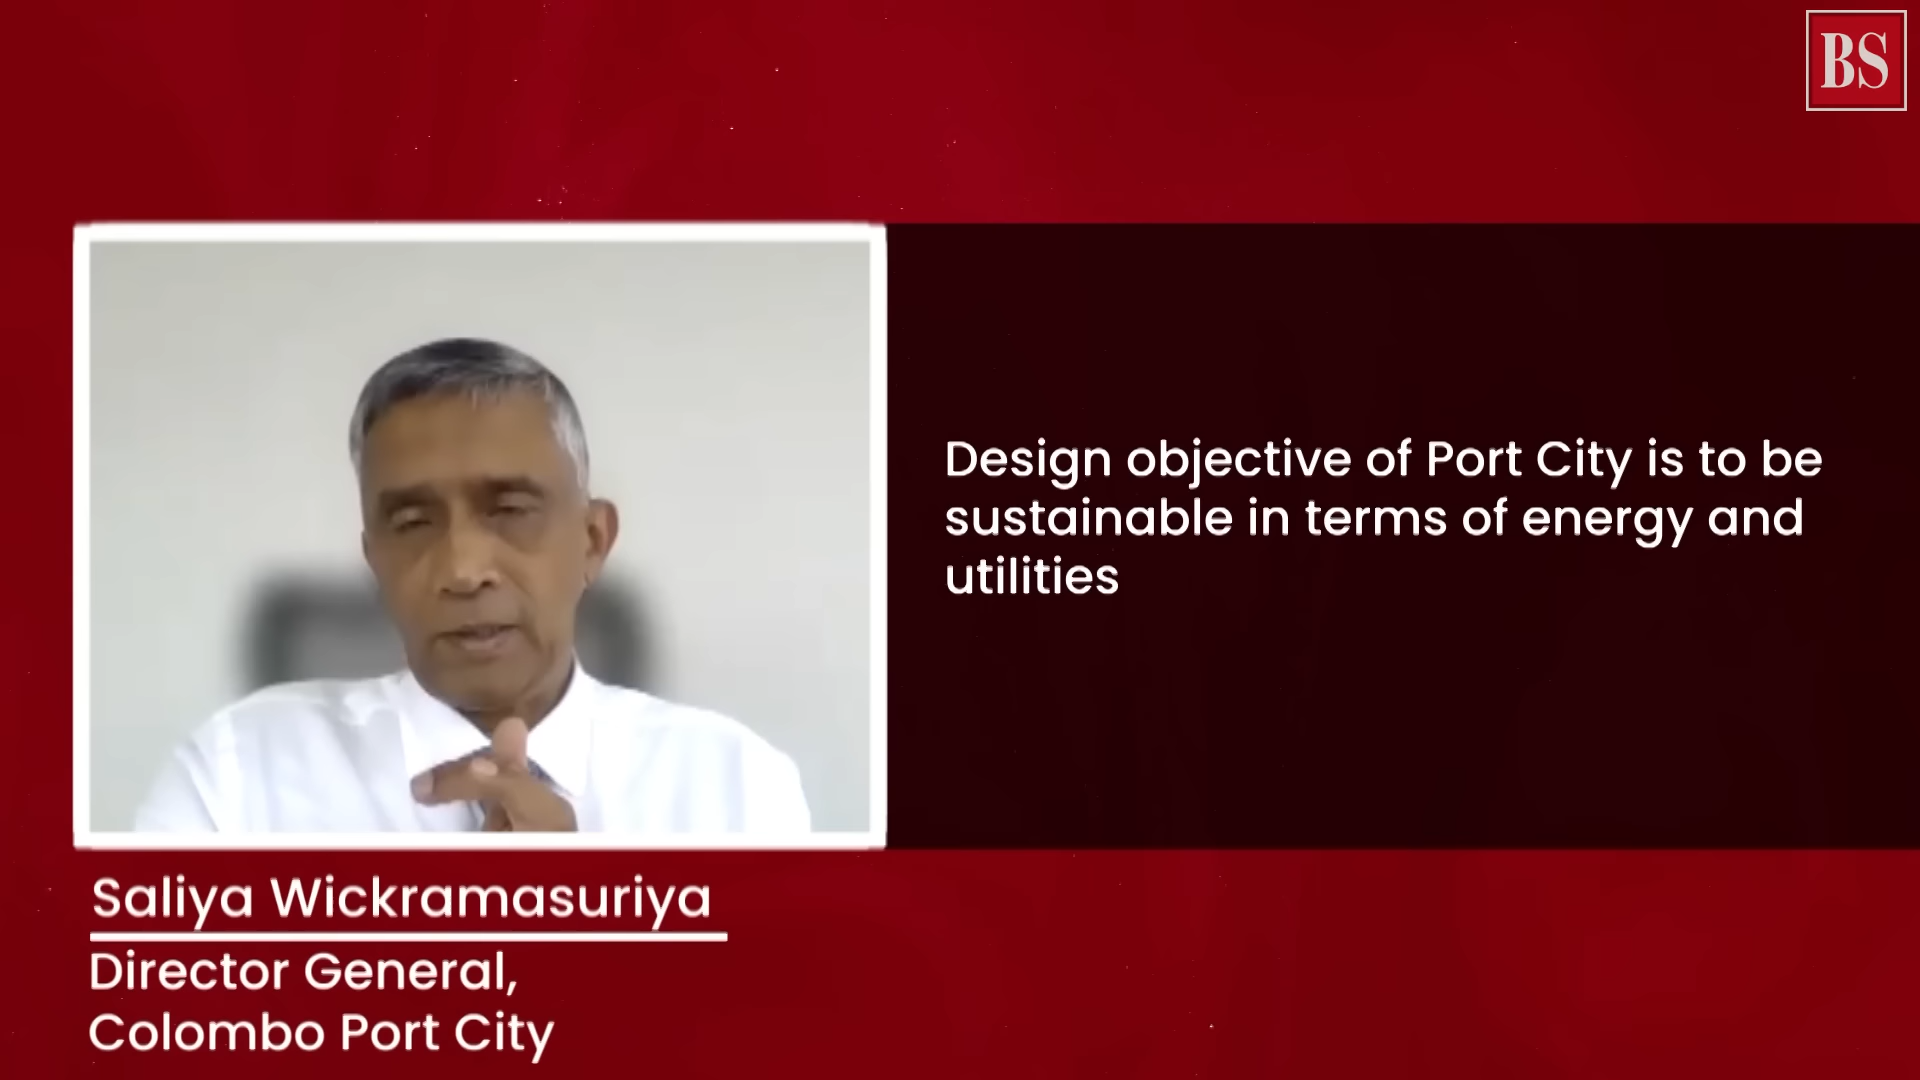 BS
Design objective of Port City is to be
sustainable in terms of energy and
utilities
Saliya Wickramasuriya
Director General,
Colombo Port City